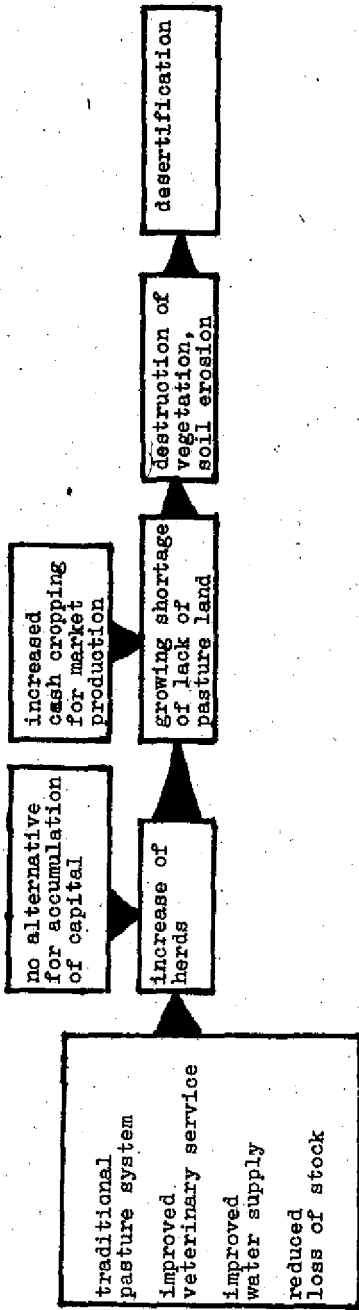 traditional
pasture system
improved
veterinary service
improved
water supply
reduced
loss of stock
no alternative
for accumulation
of capital
increase of
herds
increased
cash cropping
for market
production
growing shortage
of lack of
pasture land
destruction of
vegetation,
soil erosion
desertification